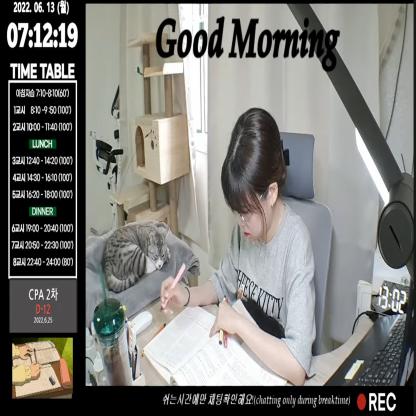 2022. 06. 13 (월)
07:12:19
TIME TABLE
아침자습 7:10-8:10(60')
1교시 8:10 -9:50 (100')
2교시 10:00 - 11:40 (100')
LUNCH
3교시 12:40 - 14:20 (100')
4교시 14:30 - 16:10 (100')
5교시 16:20 - 18:00 (100')
DINNER
6교시 19:00 - 20:40 (100')
7교시 20:50 - 22:30 (100')
8교시 22:40 - 24:00 (80')
CPA 2차
D-12
2022.6.25
Good Morning
CHEESE KITTY
13:02
쉬는시간에만 채팅확인해요!(chatting only during breaktime)
REC